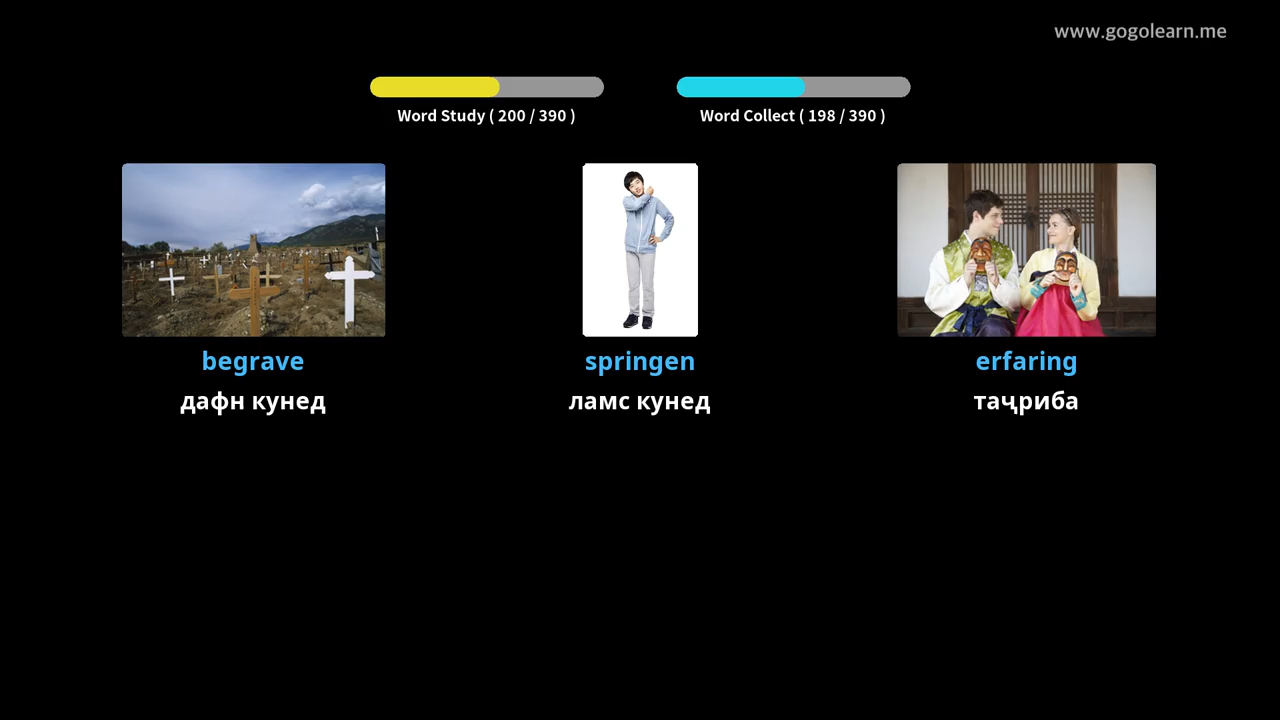 www.gogolearn.me
Word Study ( 200 / 390 )
Word Collect ( 198 / 390 )
begrave
springen
erfaring
дафн кунед
ламс кунед
таҷриба